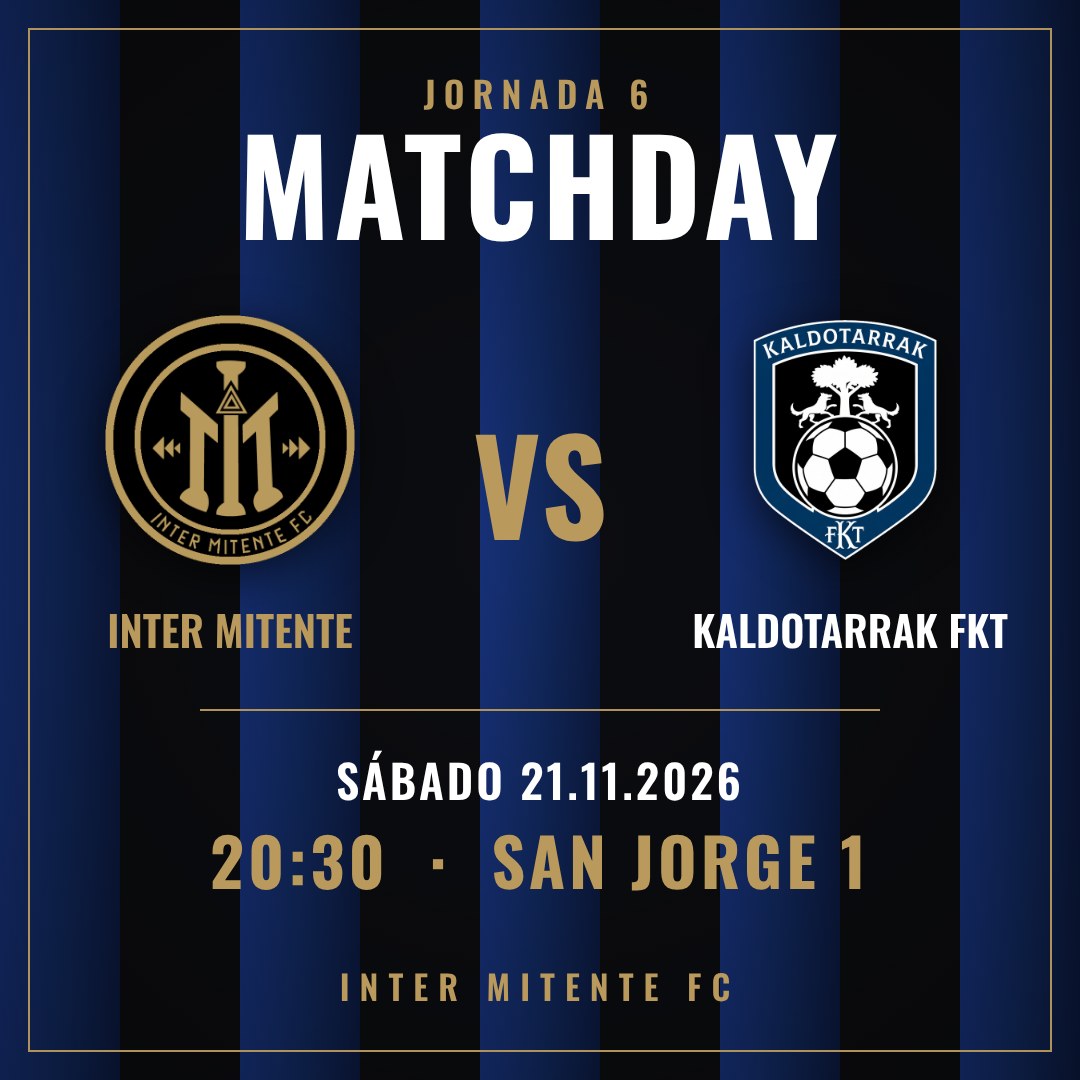 JORNADA 6
MATCHDAY
INTER MITENTE FC
VS
KALDOTARRAK
FKT
INTER MITENTE
KALDOTARRAK FKT
SÁBADO 21.11.2026
20:30 · SAN JORGE 1
INTER MITENTE FC